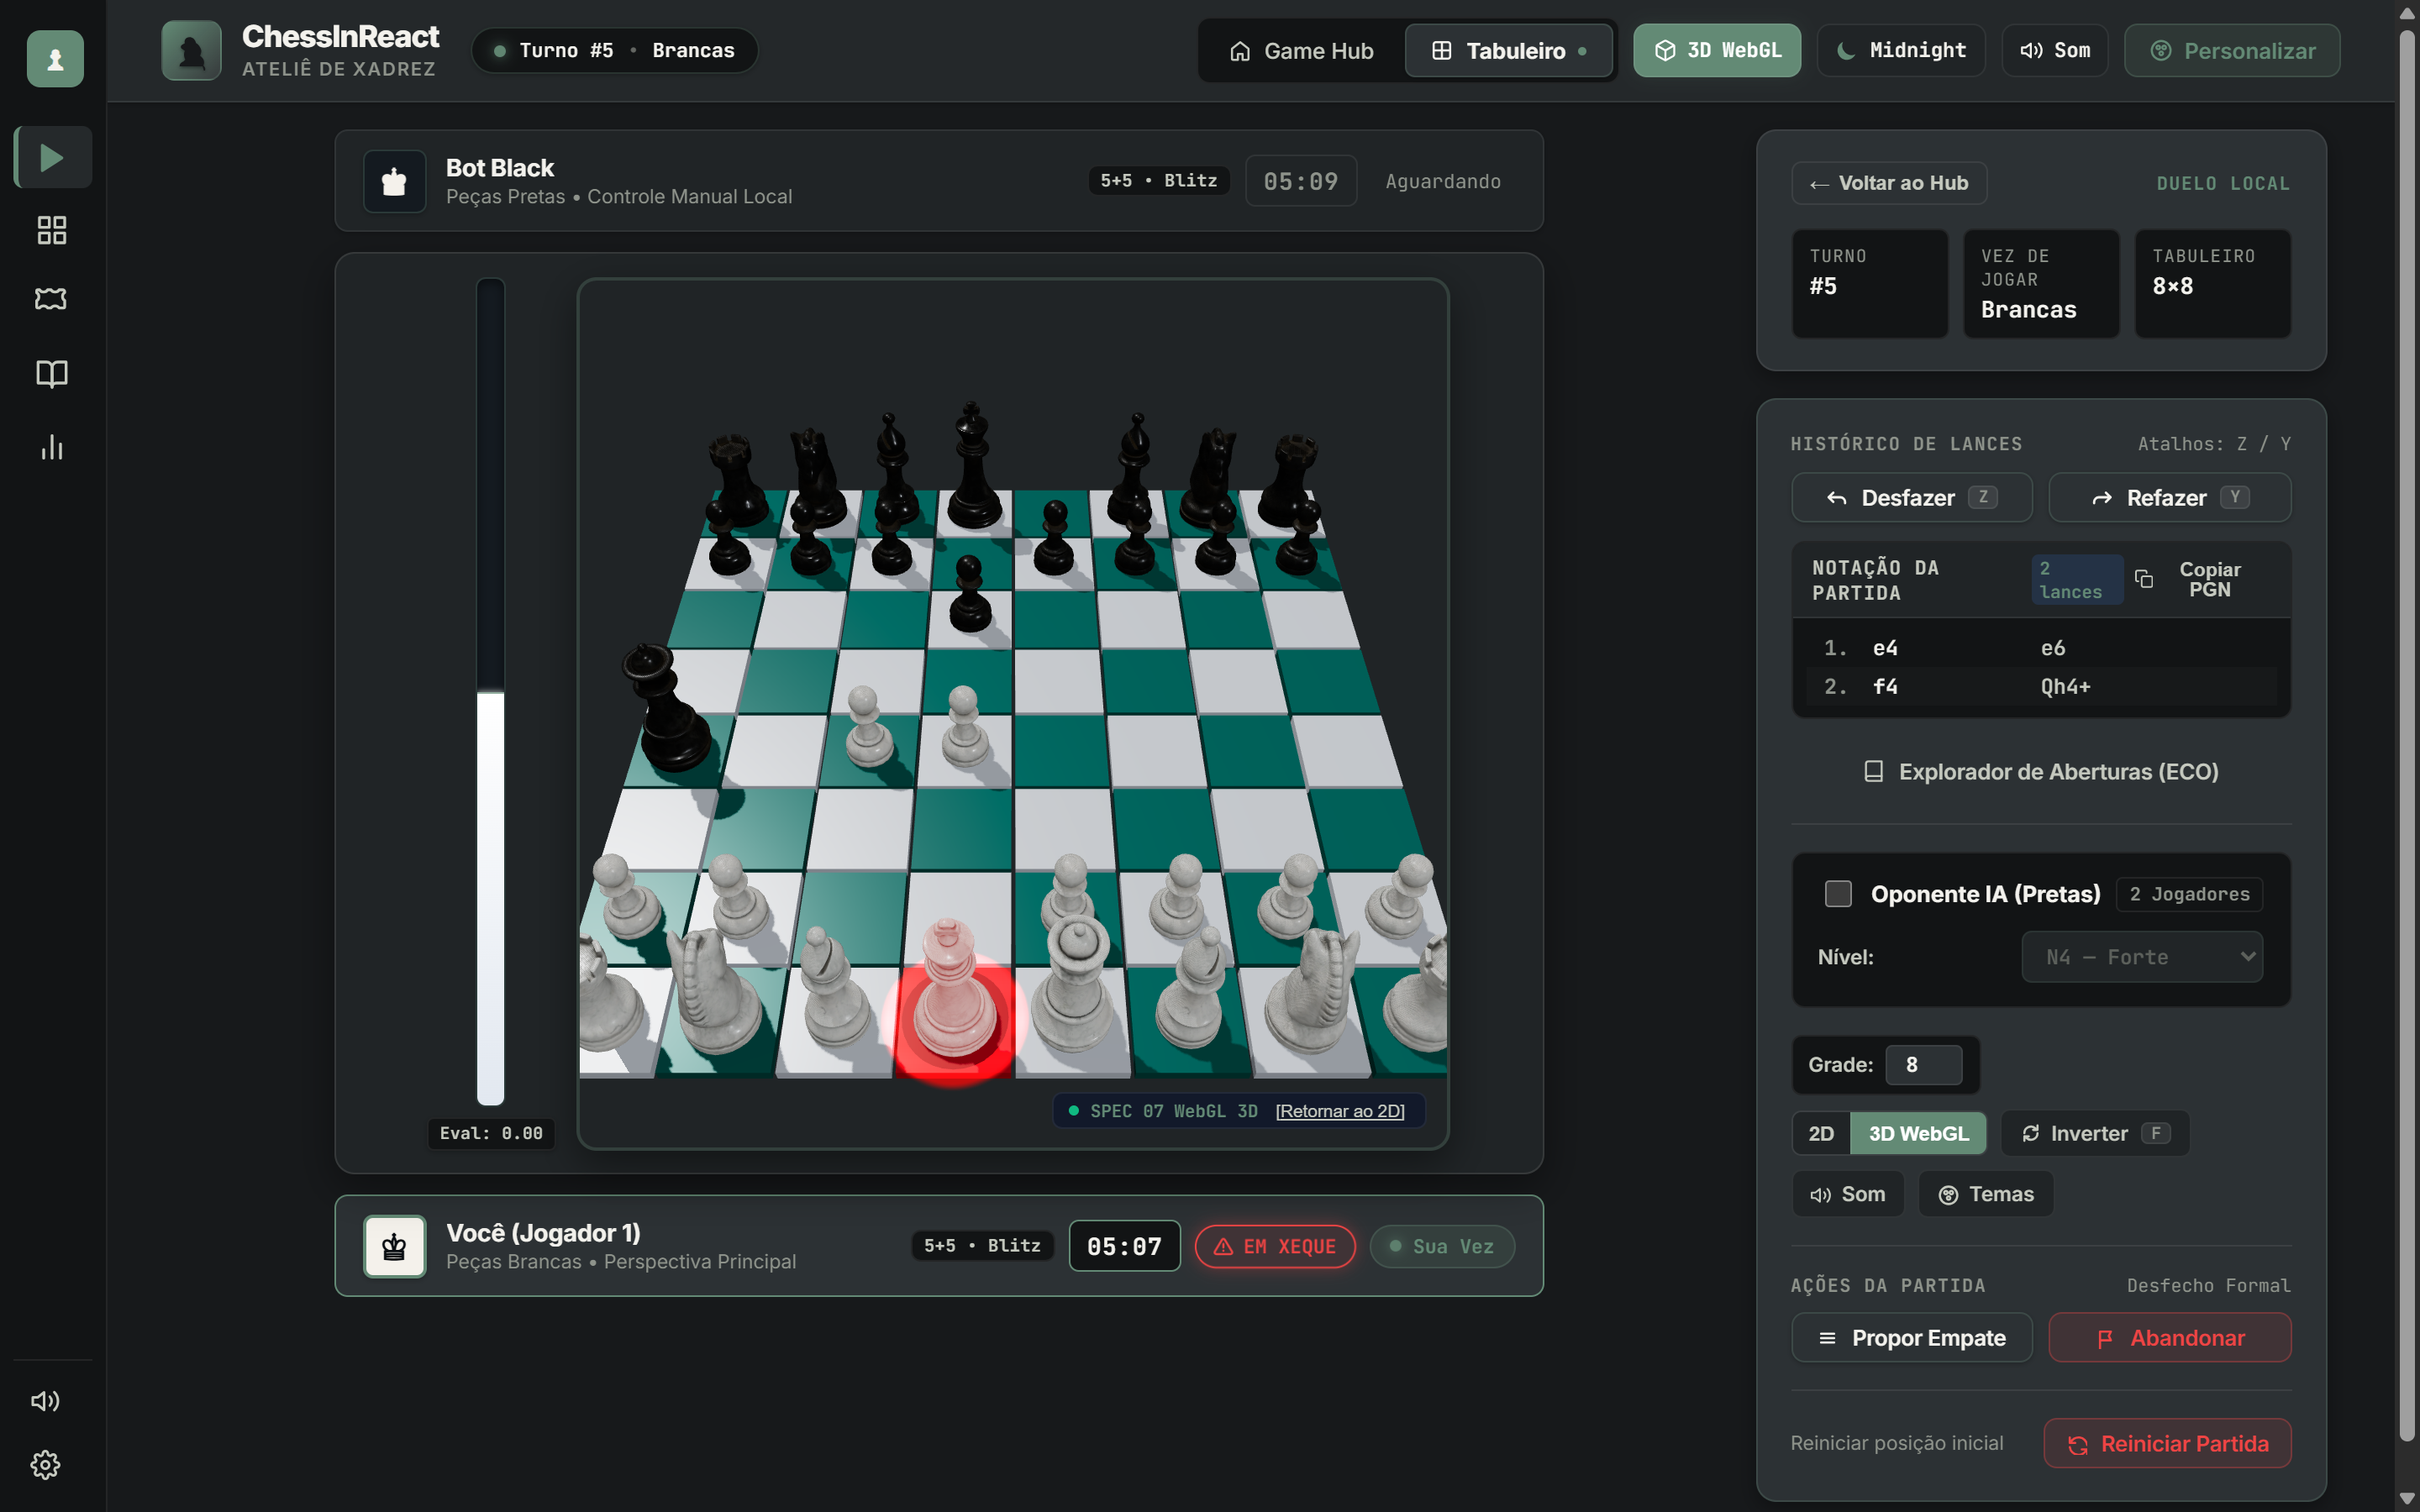 ChessInReact
ATELIÊ DE XADREZ
Turno #5 • Brancas
Game Hub
Tabuleiro
3D WebGL
Midnight
Som
Personalizar
Bot Black
Peças Pretas • Controle Manual Local
5+5 • Blitz
05:09
Aguardando
Eval: 0.00
SPEC 07 WebGL 3D [Retornar ao 2D]
Você (Jogador 1)
Peças Brancas • Perspectiva Principal
5+5 • Blitz
05:07
EM XEQUE
Sua Vez
← Voltar ao Hub
DUELO LOCAL
TURNO
#5
VEZ DE
JOGAR
Brancas
TABULEIRO
8×8
HISTÓRICO DE LANCES
Atalhos: Z / Y
Desfazer Z
Refazer Y
NOTAÇÃO DA
PARTIDA
2
lances
Copiar
PGN
1. e4 e6
2. f4 Qh4+
Explorador de Aberturas (ECO)
Oponente IA (Pretas)
2 Jogadores
Nível:
N4 — Forte
Grade: 8
2D
3D WebGL
Inverter F
Som
Temas
AÇÕES DA PARTIDA
Desfecho Formal
Propor Empate
Abandonar
Reiniciar posição inicial
Reiniciar Partida